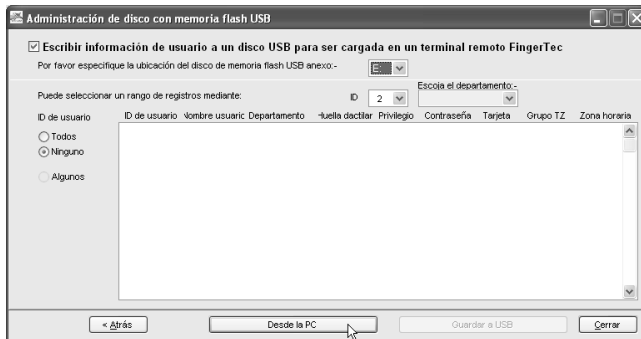 Administración de disco con memoria flash USB
Escribir información de usuario a un disco USB para ser cargada en un terminal remoto FingerTec
Por favor especifique la ubicación del disco de memoria flash USB anexo:- E:
Escoja el departamento:-
Puede seleccionar un rango de registros mediante: ID 2
ID de usuario ID de usuario Nombre usuaric Departamento Huella dactilar Privilegio Contraseña Tarjeta Grupo TZ Zona horaria
Todos
Ninguno
Algunos
< Atrás Desde la PC Guardar a USB Cerrar